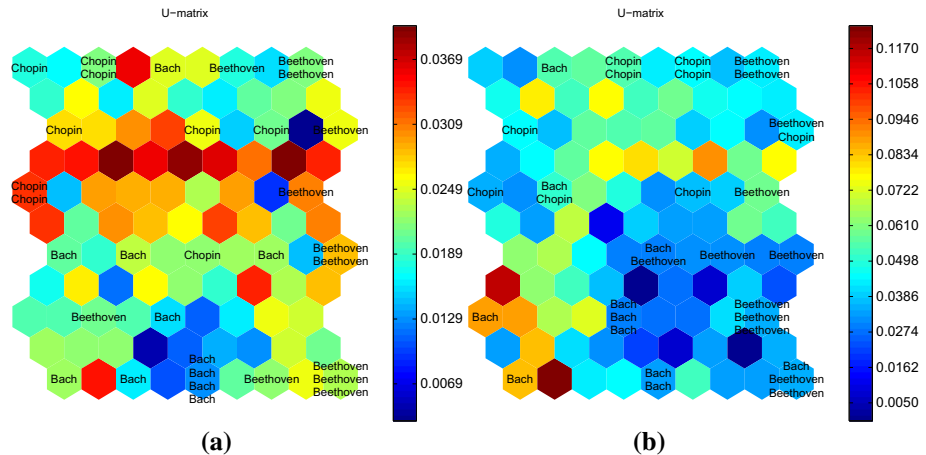 U−matrix
Chopin
Chopin
Chopin
Bach
Beethoven
Beethoven
Beethoven
Chopin
Chopin
Chopin
Beethoven
Chopin
Chopin
Beethoven
Bach
Bach
Chopin
Bach
Beethoven
Beethoven
Beethoven
Bach
Bach
Bach
Bach
Bach
Bach
Bach
Beethoven
Beethoven
Beethoven
Beethoven
0.0369
0.0309
0.0249
0.0189
0.0129
0.0069
(a)
U−matrix
Bach
Chopin
Chopin
Chopin
Chopin
Beethoven
Beethoven
Chopin
Beethoven
Chopin
Chopin
Bach
Chopin
Chopin
Beethoven
Bach
Beethoven
Beethoven
Beethoven
Bach
Bach
Bach
Bach
Beethoven
Beethoven
Beethoven
Bach
Bach
Bach
Bach
Beethoven
Beethoven
0.1170
0.1058
0.0946
0.0834
0.0722
0.0610
0.0498
0.0386
0.0274
0.0162
0.0050
(b)